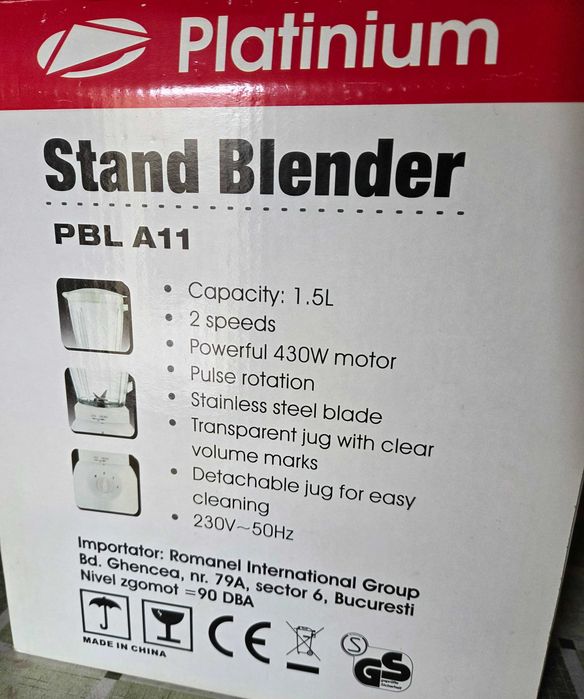 Platinium
Stand Blender
PBL A11
• Capacity: 1.5L
• 2 speeds
• Powerful 430W motor
• Pulse rotation
• Stainless steel blade
• Transparent jug with clear
volume marks
• Detachable jug for easy
cleaning
• 230V~50Hz
Importator: Romanel International Group
Bd. Ghencea, nr. 79A, sector 6, Bucuresti
Nivel zgomot =90 DBA
MADE IN CHINA
CE
S
GS